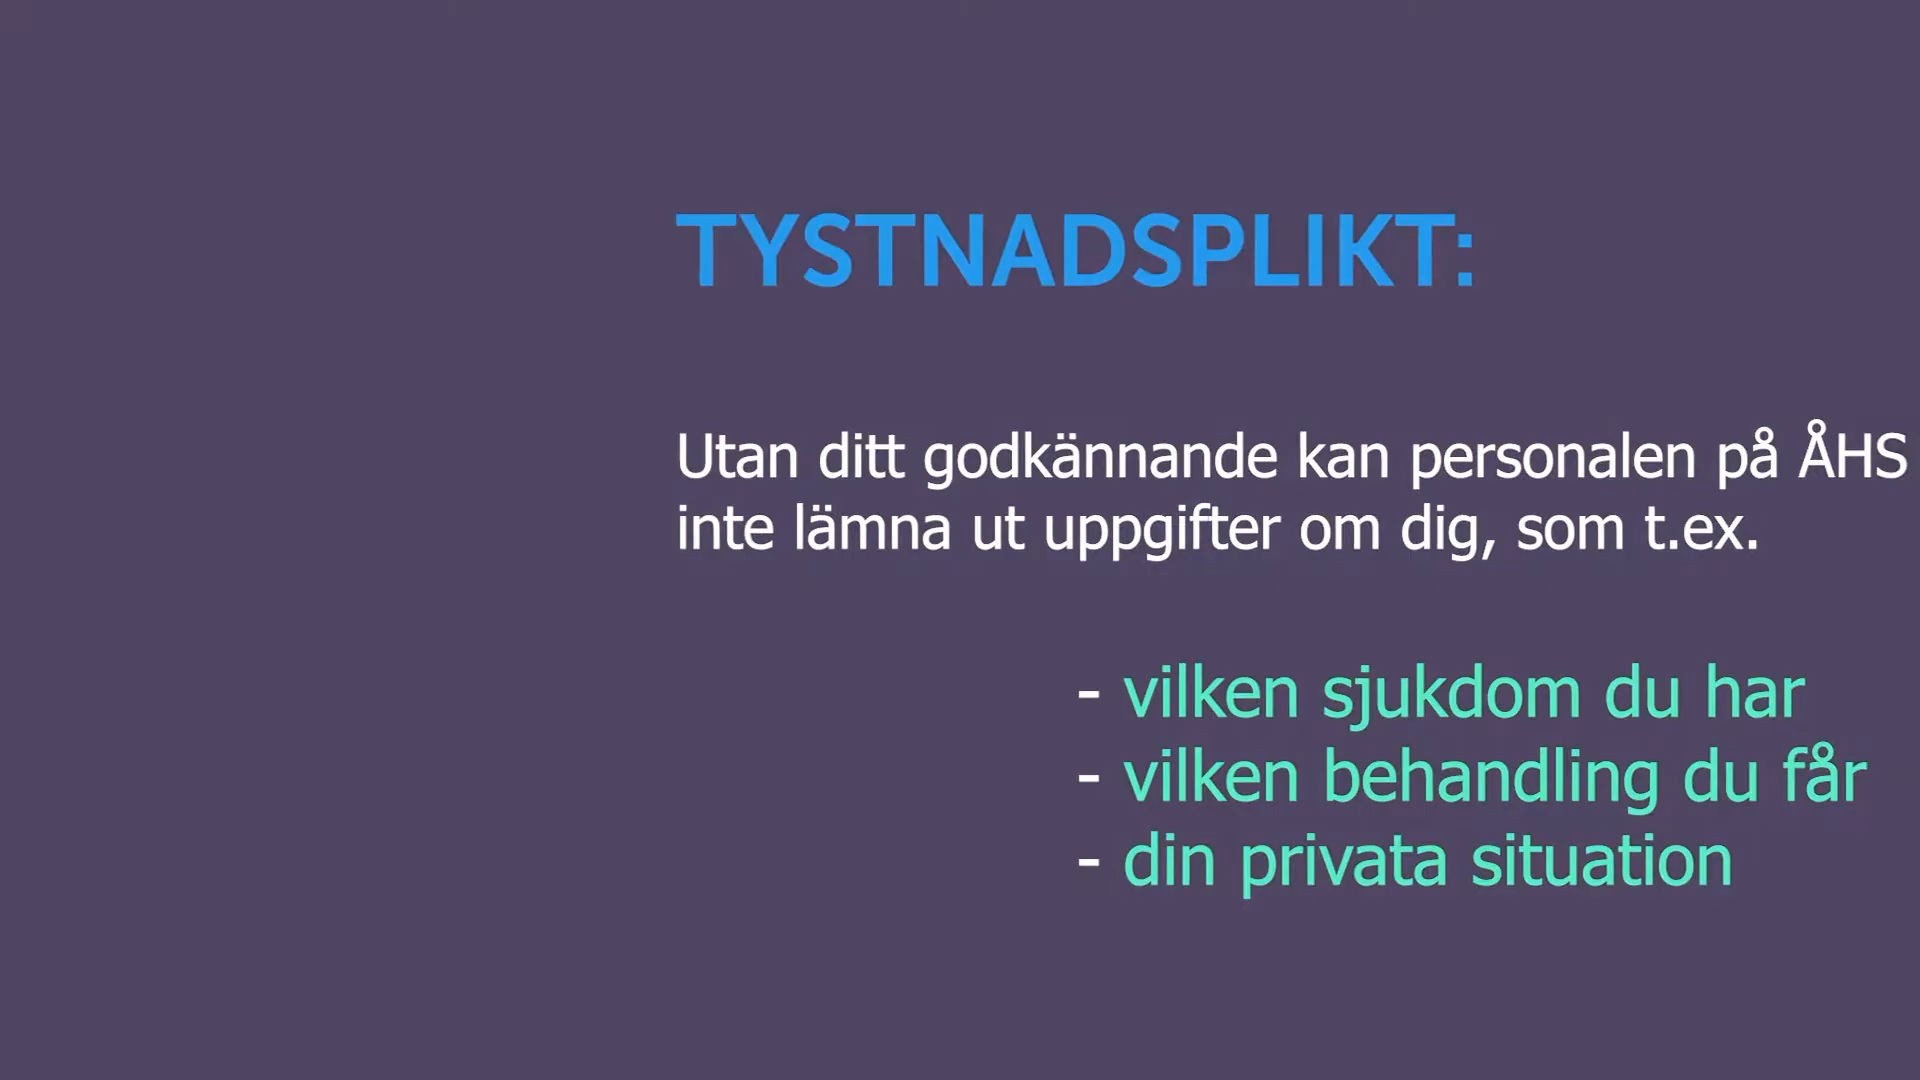 TYSTNADSPLIKT:
Utan ditt godkännande kan personalen på ÅHS
inte lämna ut uppgifter om dig, som t.ex.
- vilken sjukdom du har
- vilken behandling du får
- din privata situation